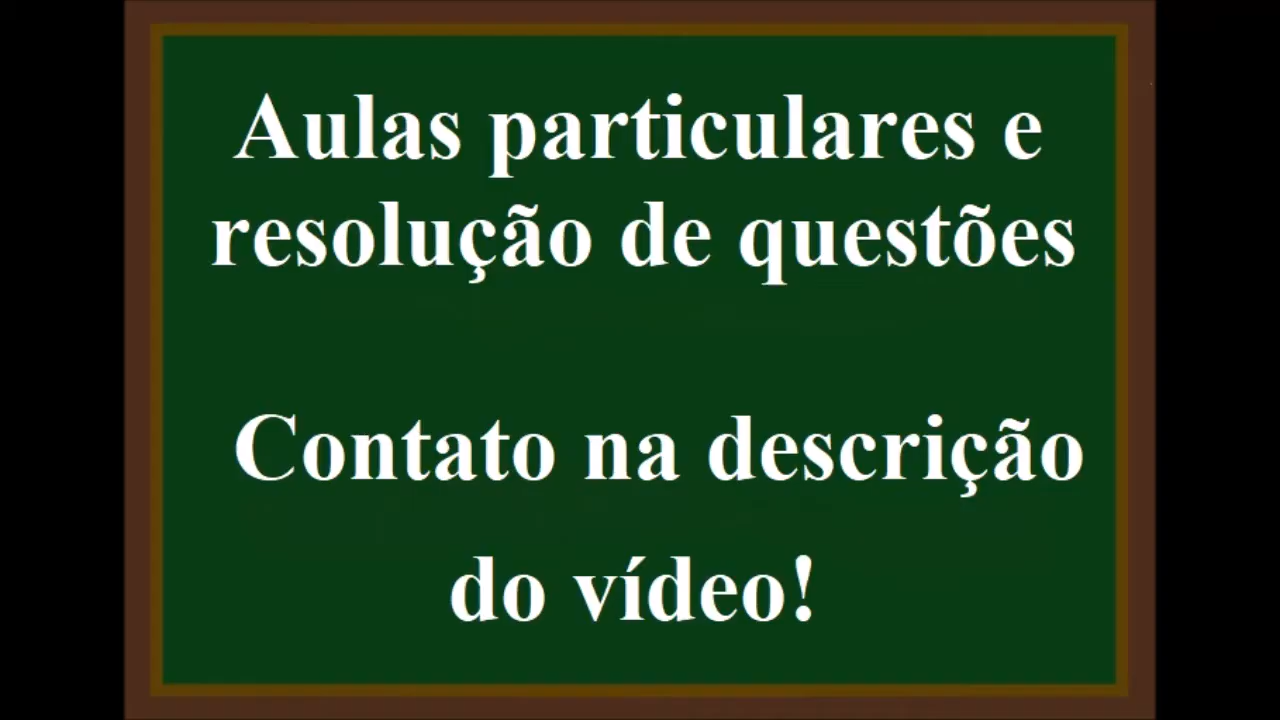 Aulas particulares e
resolução de questões
Contato na descrição
do vídeo!